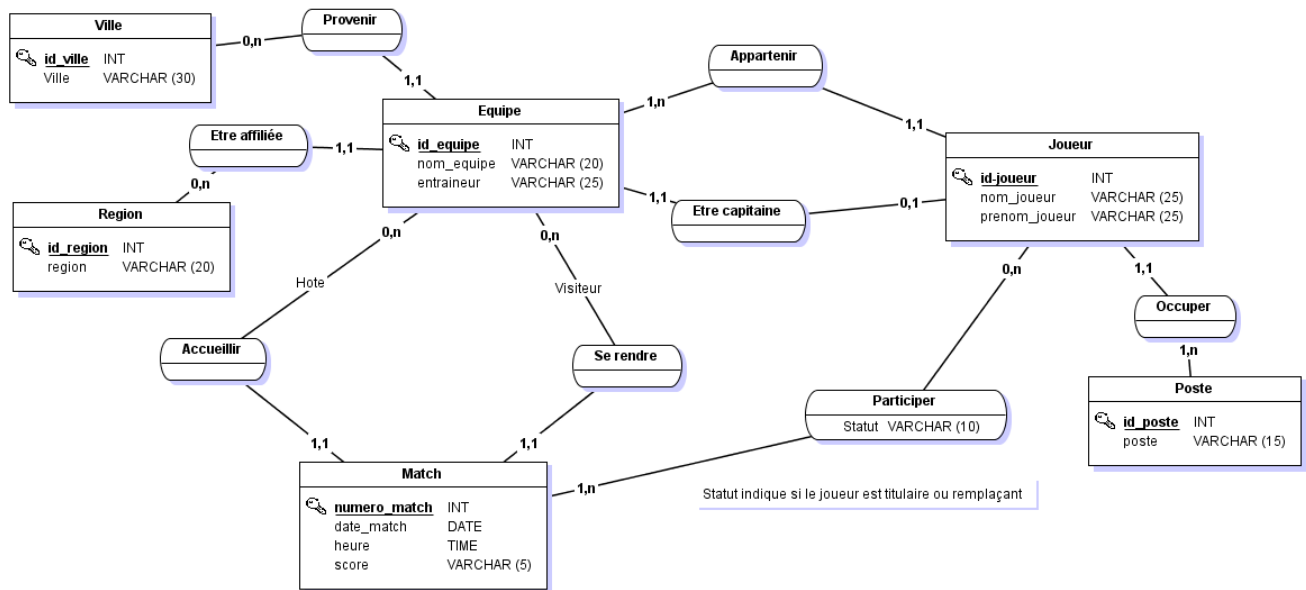 Ville
id_ville INT
Ville VARCHAR (30)
0,n
Provenir
1,1
Appartenir
1,n
1,1
Etre affiliée
1,1
0,n
Equipe
id_equipe INT
nom_equipe VARCHAR (20)
entraineur VARCHAR (25)
Joueur
id-joueur INT
nom_joueur VARCHAR (25)
prenom_joueur VARCHAR (25)
1,1
Etre capitaine
0,1
Region
id_region INT
region VARCHAR (20)
0,n
0,n
Hote
Visiteur
0,n
1,1
Occuper
1,n
Accueillir
Se rendre
1,1
1,1
Participer
Statut VARCHAR (10)
Poste
id_poste INT
poste VARCHAR (15)
Match
numero_match INT
date_match DATE
heure TIME
score VARCHAR (5)
1,n
Statut indique si le joueur est titulaire ou remplaçant